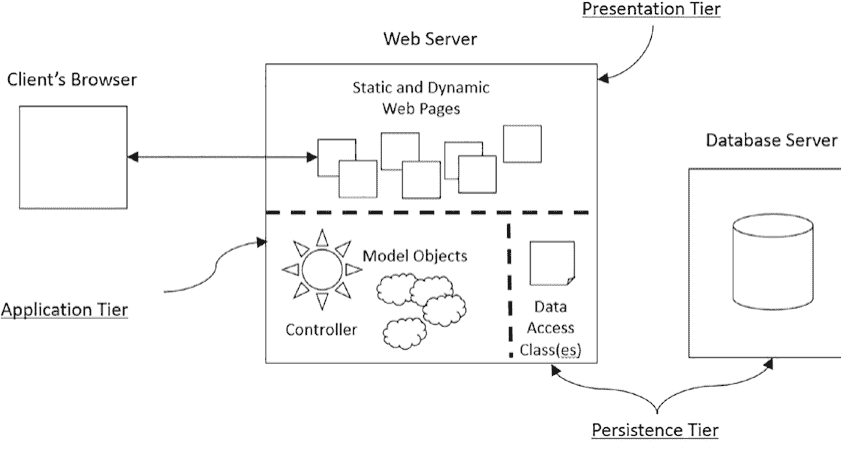 Presentation Tier
Web Server
Client's Browser
Static and Dynamic
Web Pages
Database Server
Model Objects
Application Tier
Controller
Data
Access
Class(es)
Persistence Tier